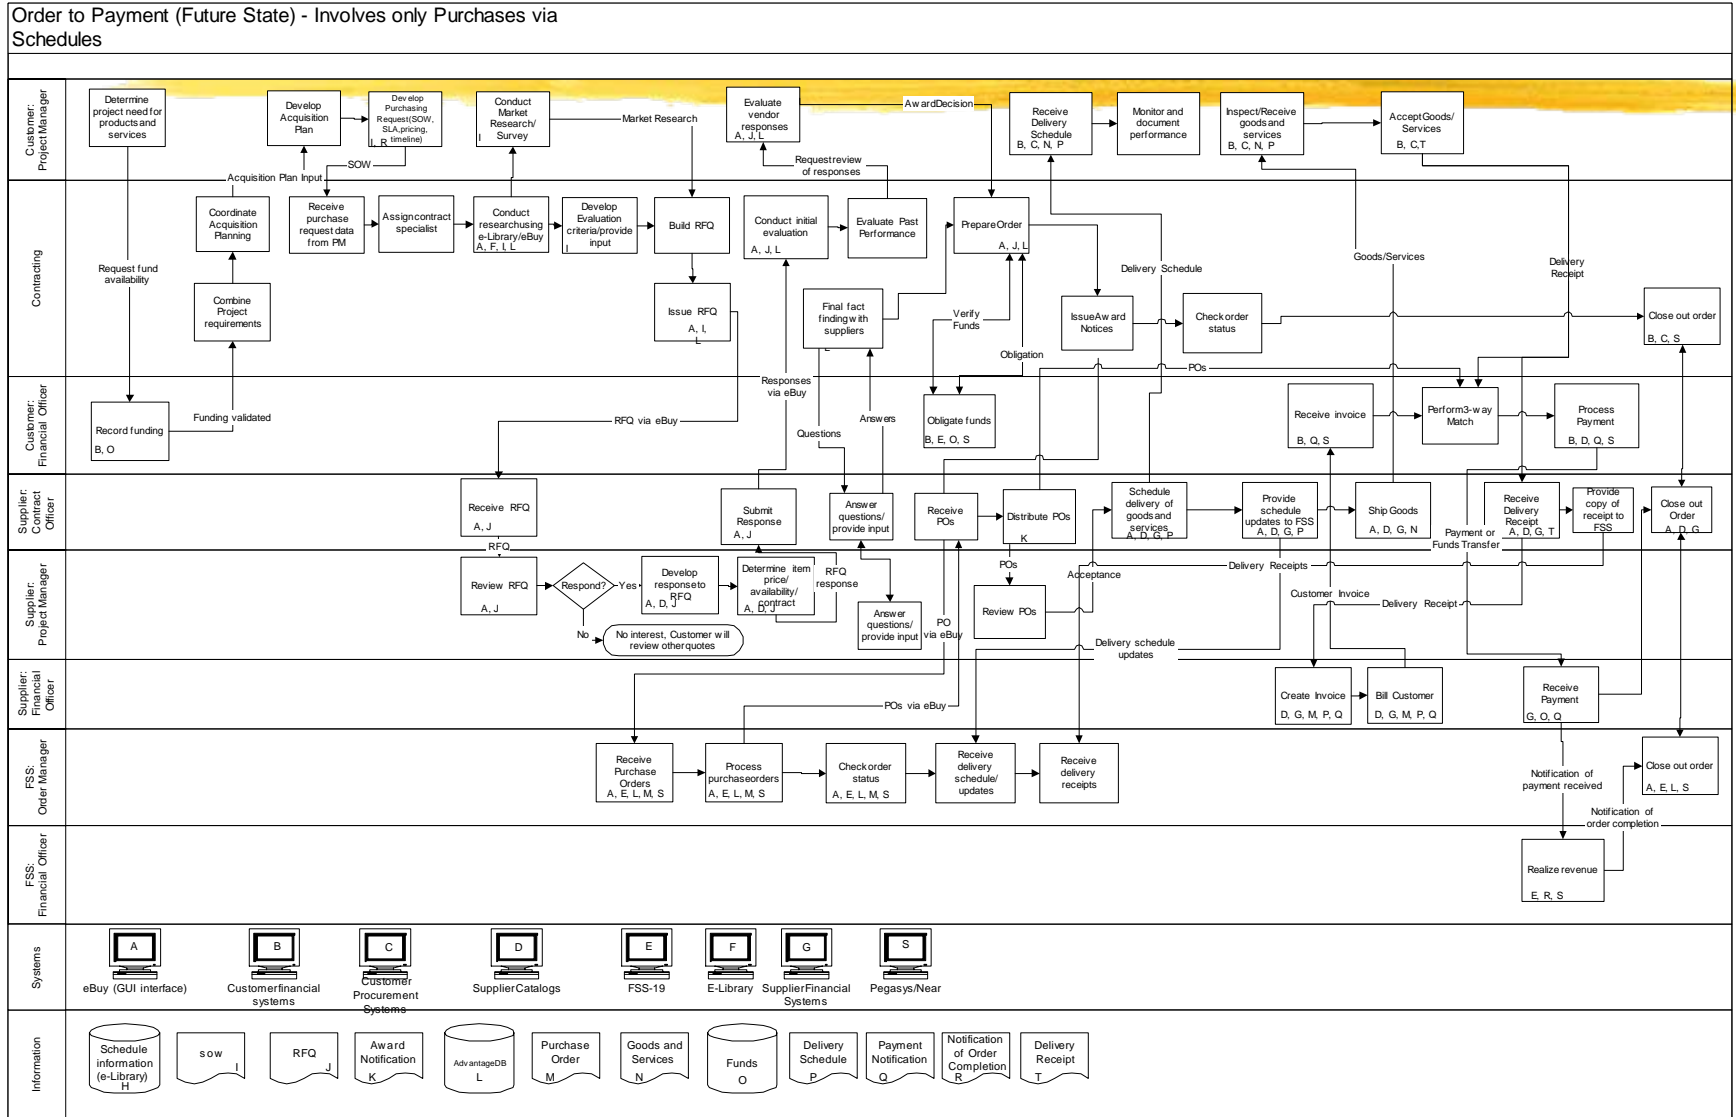 Order to Payment (Future State) - Involves only Purchases via
Schedules
Customer:
Project Manager
Determine
project need for
products and
services
Develop
Acquisition
Plan
Develop
Purchasing
Request(SOW,
SLA,pricing,
timeline)
I, R
Conduct
Market
Research/
Survey
I
Market Research
Evaluate
vendor
responses
A, J, L
AwardDecision
Receive
Delivery
Schedule
B, C, N, P
Monitor and
document
performance
Inspect/Receive
goods and
services
B, C, N, P
Accept Goods/
Services
B, C,T
SOW
Request review
of responses
Acquisition Plan Input
Contracting
Coordinate
Acquisition
Planning
Receive
purchase
request data
from PM
Assign contract
specialist
Conduct
research using
e-Library/eBuy
A, F, I, L
Develop
Evaluation
criteria/provide
input
I
Build RFQ
Conduct initial
evaluation
A, J, L
Evaluate Past
Performance
Prepare Order
A, J, L
Request fund
availability
Delivery Schedule
Goods/Services
Delivery
Receipt
Combine
Project
requirements
Issue RFQ
A, I,
L
Final fact
finding with
suppliers
L
Verify
Funds
Issue Award
Notices
Check order
status
Close out order
B, C, S
Obligation
POs
Customer:
Financial Officer
Record funding
B, O
Funding validated
RFQ via eBuy
Responses
via eBuy
Questions
Answers
Obligate funds
B, E, O, S
Receive invoice
B, Q, S
Perform3-way
Match
Process
Payment
B, D, Q, S
Supplier:
Contract
Officer
Receive RFQ
A, J
RFQ
Submit
Response
A, J
Answer
questions/
provide input
Receive
POs
Distribute POs
K
Schedule
delivery of
goods and
services
A, D, G, P
Provide
schedule
updates to FSS
A, D, G, P
Ship Goods
A, D, G, N
Payment or
Funds Transfer
Receive
Delivery
Receipt
A, D, G, T
Provide
copy of
receipt to
FSS
Close out
Order
A, D, G
Supplier:
Project Manager
Review RFQ
A, J
Respond?
Yes
No
No interest, Customer will
review other quotes
Develop
response to
RFQ
A, D, J
Determine item
price/
availability/
contract
A, D, J
RFQ
response
Answer
questions/
provide input
PO
via eBuy
POs
Review POs
Acceptance
Delivery Receipts
Customer Invoice
Delivery Receipt
Delivery schedule
updates
Supplier:
Financial
Officer
POs via eBuy
Create Invoice
D, G, M, P, Q
Bill Customer
D, G, M, P, Q
Receive
Payment
G, O, Q
FSS:
Order Manager
Receive
Purchase
Orders
A, E, L, M, S
Process
purchase orders
A, E, L, M, S
Check order
status
A, E, L, M, S
Receive
delivery
schedule/
updates
Receive
delivery
receipts
Notification of
payment received
Close out order
A, E, L, S
Notification of
order completion
FSS:
Financial Officer
Realize revenue
E, R, S
Systems
A
eBuy (GUI interface)
B
Customer financial
systems
C
Customer
Procurement
Systems
D
Supplier Catalogs
E
FSS-19
F
E-Library
G
Supplier Financial
Systems
S
Pegasys/Near
Information
Schedule
information
(e-Library)
H
sow
I
RFQ
J
Award
Notification
K
AdvantageDB
L
Purchase
Order
M
Goods and
Services
N
Funds
O
Delivery
Schedule
P
Payment
Notification
Q
Notification
of Order
Completion
R
Delivery
Receipt
T